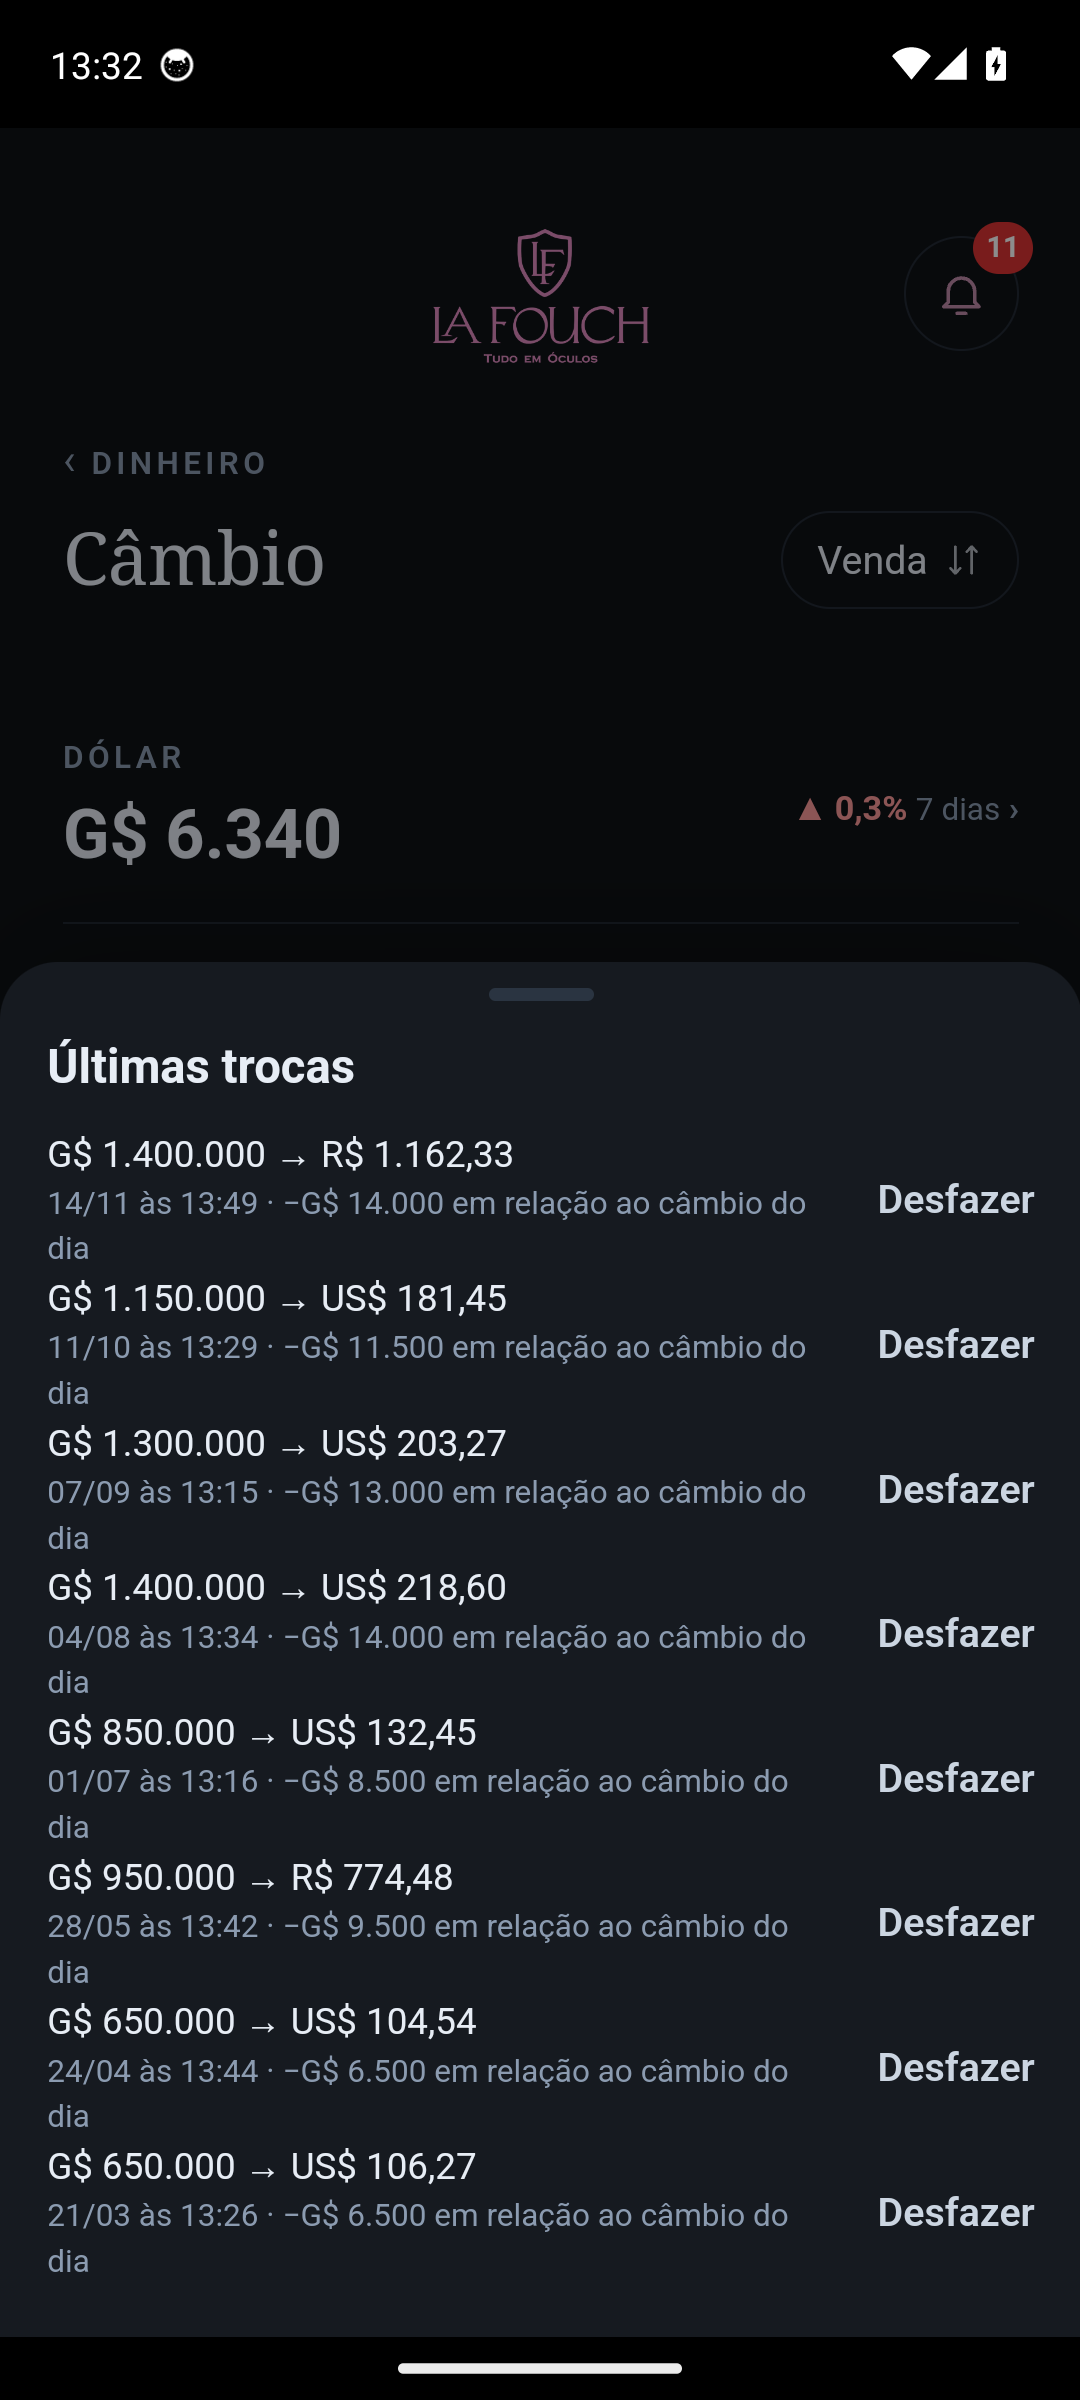 13:32
LF
LA FOUCH
TUDO EM ÓCULOS
11
‹ DINHEIRO
Câmbio
Venda ↓↑
DÓLAR
G$ 6.340
▲ 0,3% 7 dias ›
Últimas trocas
G$ 1.400.000 → R$ 1.162,33
14/11 às 13:49 · −G$ 14.000 em relação ao câmbio do
dia
Desfazer
G$ 1.150.000 → US$ 181,45
11/10 às 13:29 · −G$ 11.500 em relação ao câmbio do
dia
Desfazer
G$ 1.300.000 → US$ 203,27
07/09 às 13:15 · −G$ 13.000 em relação ao câmbio do
dia
Desfazer
G$ 1.400.000 → US$ 218,60
04/08 às 13:34 · −G$ 14.000 em relação ao câmbio do
dia
Desfazer
G$ 850.000 → US$ 132,45
01/07 às 13:16 · −G$ 8.500 em relação ao câmbio do
dia
Desfazer
G$ 950.000 → R$ 774,48
28/05 às 13:42 · −G$ 9.500 em relação ao câmbio do
dia
Desfazer
G$ 650.000 → US$ 104,54
24/04 às 13:44 · −G$ 6.500 em relação ao câmbio do
dia
Desfazer
G$ 650.000 → US$ 106,27
21/03 às 13:26 · −G$ 6.500 em relação ao câmbio do
dia
Desfazer